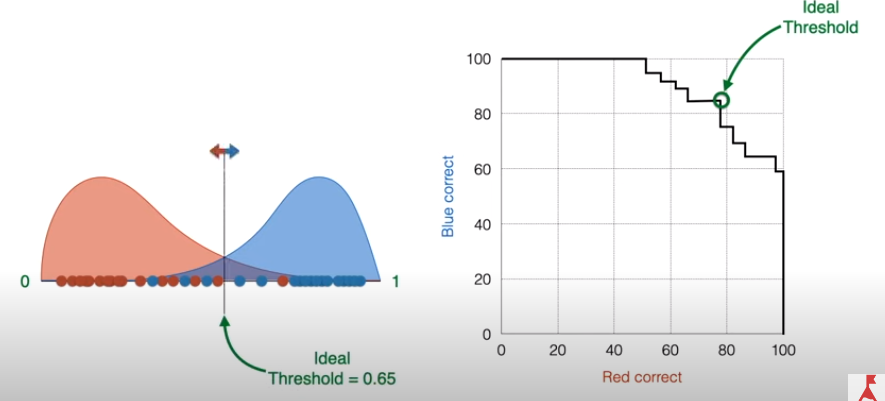 Ideal
Threshold
100
80
60
40
20
0
Blue correct
0 20 40 60 80 100
Red correct
0
1
Ideal
Threshold = 0.65